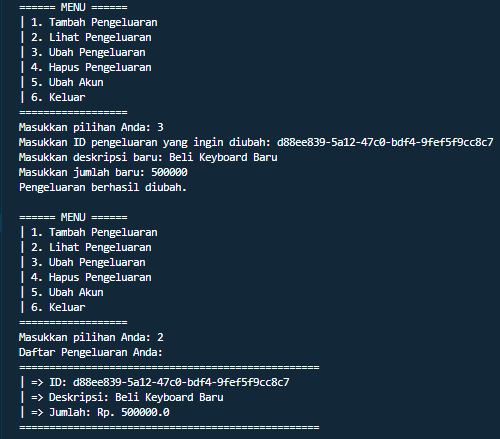 ====== MENU ======
| 1. Tambah Pengeluaran
| 2. Lihat Pengeluaran
| 3. Ubah Pengeluaran
| 4. Hapus Pengeluaran
| 5. Ubah Akun
| 6. Keluar
==================
Masukkan pilihan Anda: 3
Masukkan ID pengeluaran yang ingin diubah: d88ee839-5a12-47c0-bdf4-9fef5f9cc8c7
Masukkan deskripsi baru: Beli Keyboard Baru
Masukkan jumlah baru: 500000
Pengeluaran berhasil diubah.
====== MENU ======
| 1. Tambah Pengeluaran
| 2. Lihat Pengeluaran
| 3. Ubah Pengeluaran
| 4. Hapus Pengeluaran
| 5. Ubah Akun
| 6. Keluar
==================
Masukkan pilihan Anda: 2
Daftar Pengeluaran Anda:
==================================================
| => ID: d88ee839-5a12-47c0-bdf4-9fef5f9cc8c7
| => Deskripsi: Beli Keyboard Baru
| => Jumlah: Rp. 500000.0
==================================================